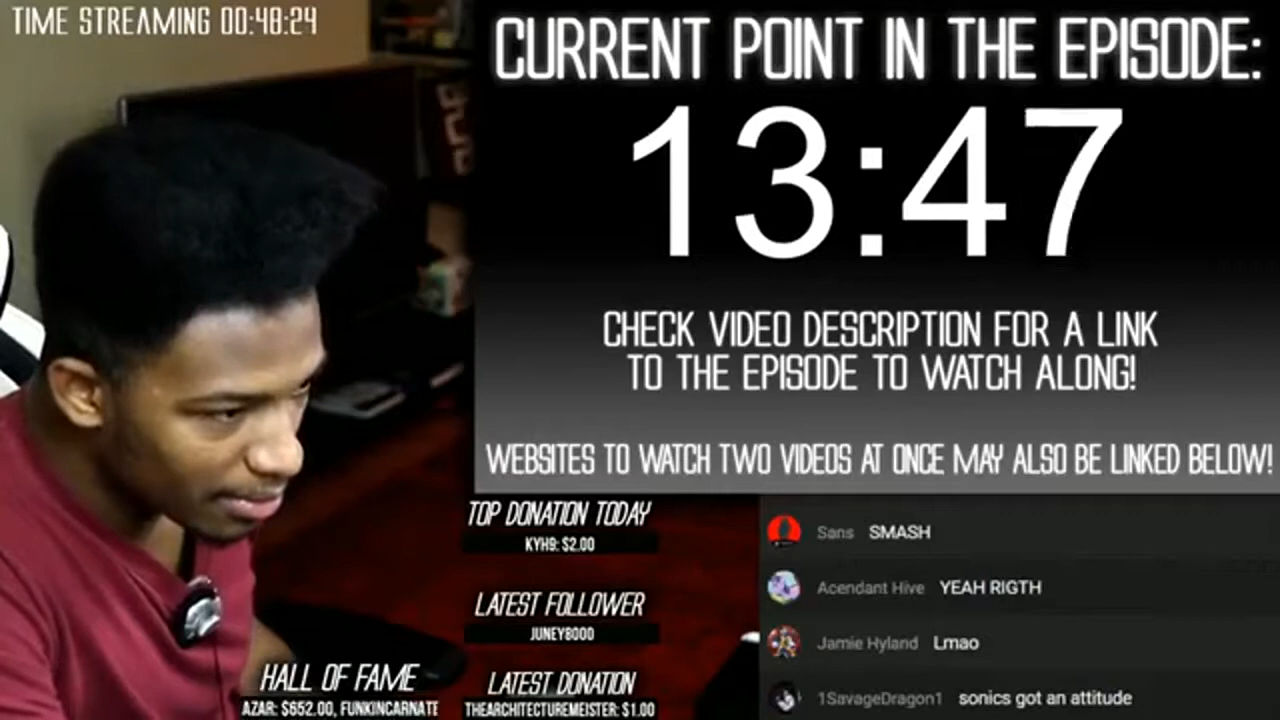 TIME STREAMING 00:48:24
CURRENT POINT IN THE EPISODE:
13:47
CHECK VIDEO DESCRIPTION FOR A LINK
TO THE EPISODE TO WATCH ALONG!
WEBSITES TO WATCH TWO VIDEOS AT ONCE MAY ALSO BE LINKED BELOW!
TOP DONATION TODAY
KYH9: $2.00
LATEST FOLLOWER
JUNEY8000
HALL OF FAME
AZAR: $652.00, FUNKINCARNATE
LATEST DONATION
THEARCHITECTUREMEISTER: $1.00
Sans SMASH
Acendant Hive YEAH RIGTH
Jamie Hyland Lmao
1SavageDragon1 sonics got an attitude